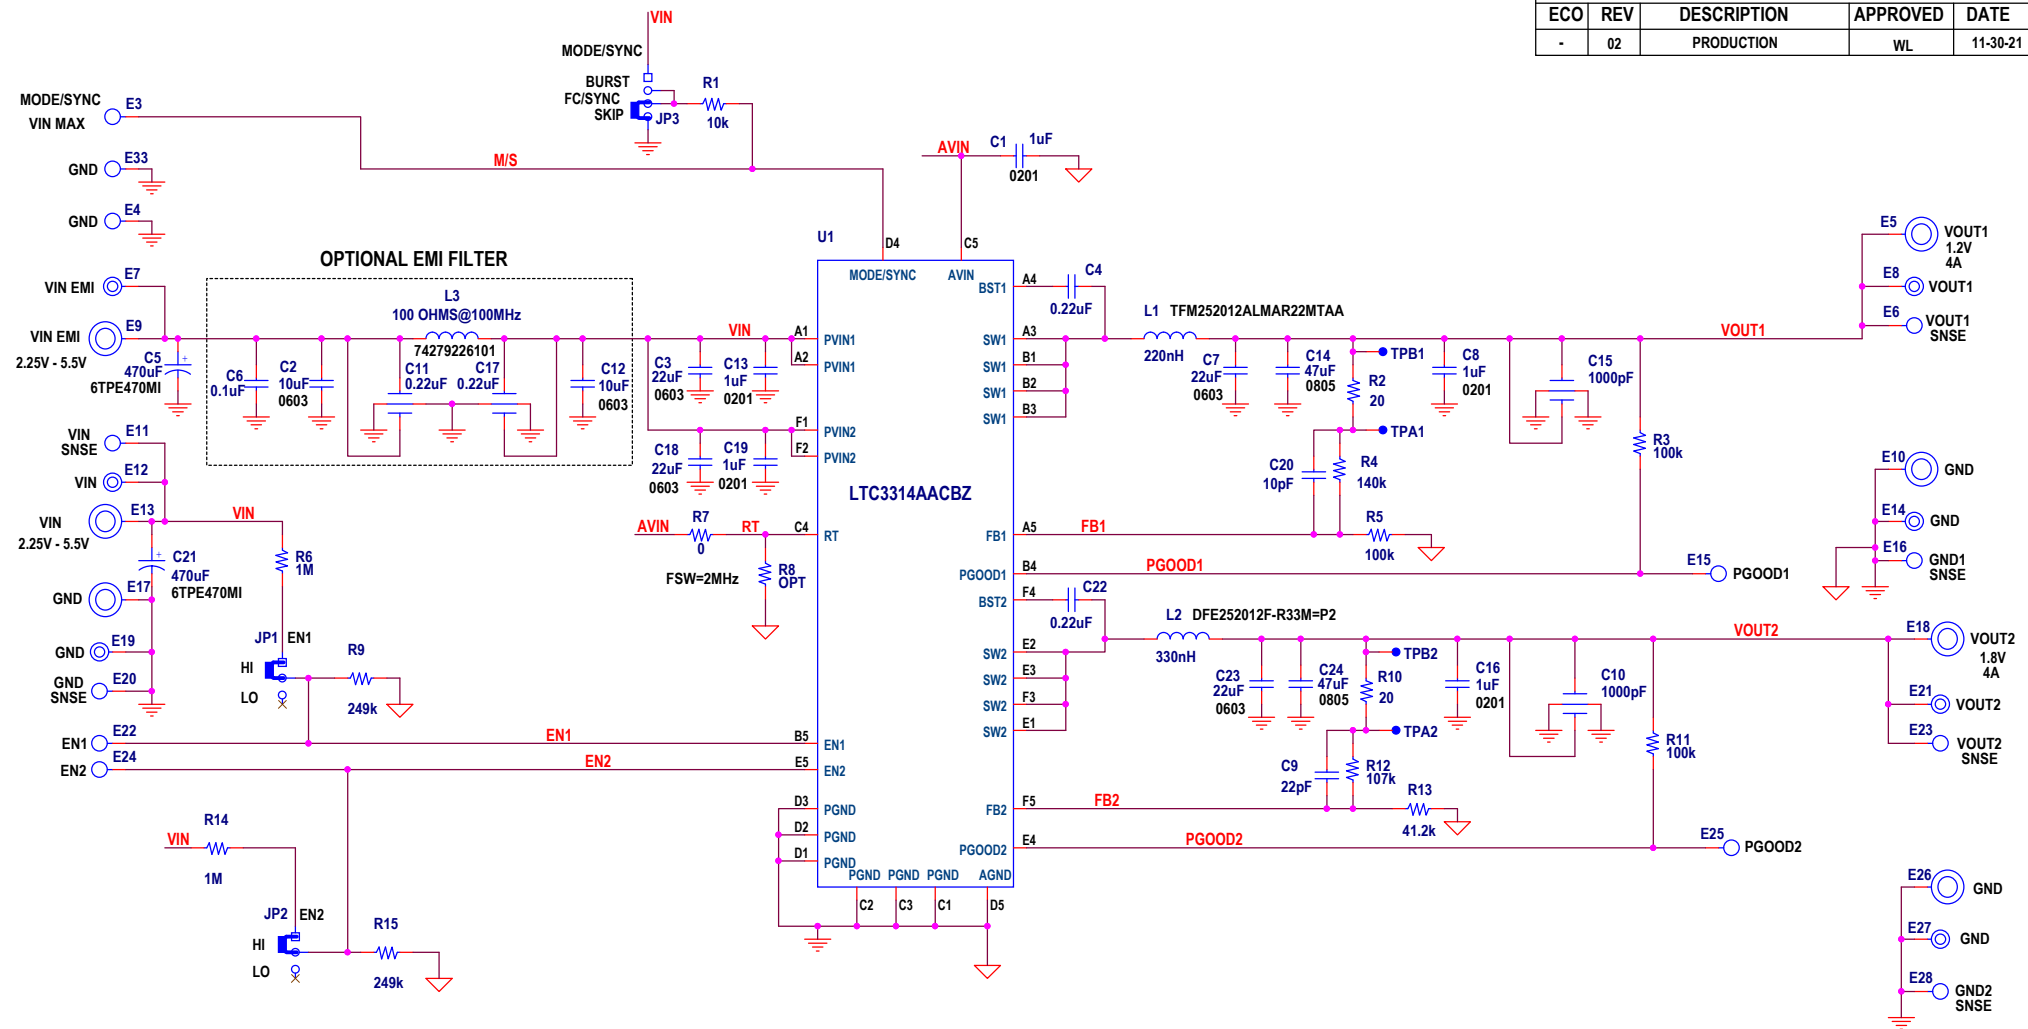 ECO REV DESCRIPTION APPROVED DATE
- 02 PRODUCTION WL 11-30-21
VIN
MODE/SYNC
BURST
FC/SYNC
SKIP
JP3
R1
10k
MODE/SYNC
VIN MAX
E3
GND
E33
GND
E4
M/S
AVIN
C1
1uF
0201
OPTIONAL EMI FILTER
VIN EMI
E7
VIN EMI
E9
2.25V - 5.5V
C5
470uF
6TPE470MI
+
C6
0.1uF
C2
10uF
0603
L3
100 OHMS@100MHz
74279226101
C11
0.22uF
C17
0.22uF
C12
10uF
0603
VIN
C3
22uF
0603
C13
1uF
0201
C18
22uF
0603
C19
1uF
0201
AVIN
R7
0
RT
FSW=2MHz
R8
OPT
VIN
SNSE
E11
VIN
E12
VIN
E13
2.25V - 5.5V
VIN
+
C21
470uF
6TPE470MI
R6
1M
GND
E17
GND
E19
GND
SNSE
E20
JP1
EN1
HI
LO
R9
249k
EN1
E22
EN1
EN2
E24
EN2
VIN
R14
1M
JP2
EN2
HI
LO
R15
249k
U1
LTC3314AACBZ
D4
MODE/SYNC
C5
AVIN
A1
PVIN1
A2
PVIN1
F1
PVIN2
F2
PVIN2
C4
RT
B5
EN1
E5
EN2
D3
PGND
D2
PGND
D1
PGND
PGND PGND PGND AGND
C2 C3 C1 D5
BST1
A4
SW1
A3
SW1
B1
SW1
B2
SW1
B3
FB1
A5
PGOOD1
B4
BST2
F4
SW2
E2
SW2
E3
SW2
F3
SW2
E1
FB2
F5
PGOOD2
E4
C4
0.22uF
L1 TFM252012ALMAR22MTAA
220nH
C7
22uF
0603
C14
47uF
0805
TPB1
R2
20
TPA1
C8
1uF
0201
C15
1000pF
C20
10pF
R4
140k
FB1
R5
100k
R3
100k
PGOOD1
E15
PGOOD1
VOUT1
E5
VOUT1
1.2V
4A
E8
VOUT1
E6
VOUT1
SNSE
E10
GND
E14
GND
E16
GND1
SNSE
C22
0.22uF
L2 DFE252012F-R33M=P2
330nH
C23
22uF
0603
C24
47uF
0805
TPB2
R10
20
TPA2
C16
1uF
0201
C10
1000pF
C9
22pF
R12
107k
FB2
R13
41.2k
R11
100k
PGOOD2
E25
PGOOD2
VOUT2
E18
VOUT2
1.8V
4A
E21
VOUT2
E23
VOUT2
SNSE
E26
GND
E27
GND
E28
GND2
SNSE